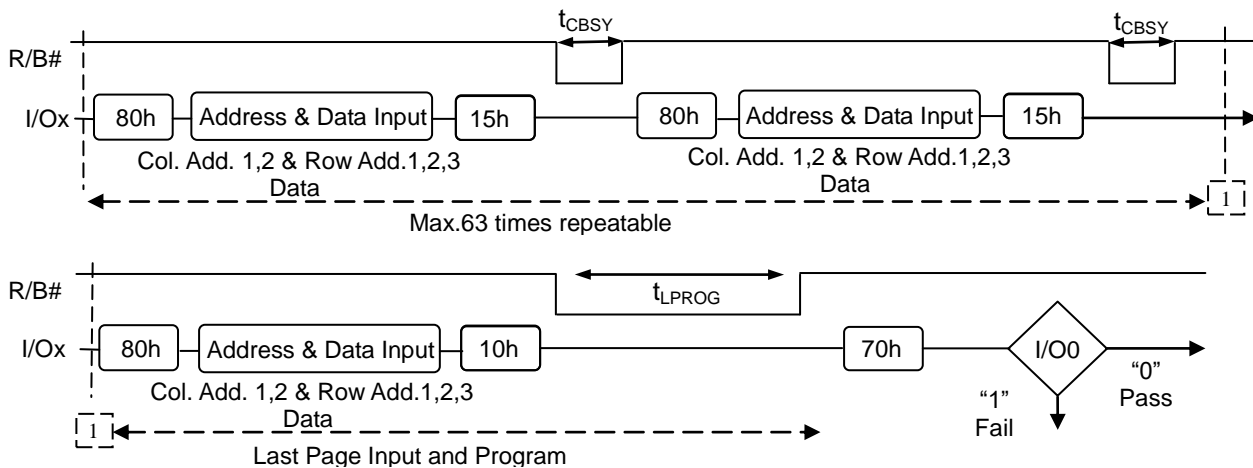 tCBSY
tCBSY
R/B#
I/Ox
80h
Address & Data Input
15h
80h
Address & Data Input
15h
Col. Add. 1,2 & Row Add.1,2,3
Data
Col. Add. 1,2 & Row Add.1,2,3
Data
1
Max.63 times repeatable
R/B#
tLPROG
I/Ox
80h
Address & Data Input
10h
70h
I/O0
“0”
Pass
“1”
Fail
Col. Add. 1,2 & Row Add.1,2,3
Data
1
Last Page Input and Program